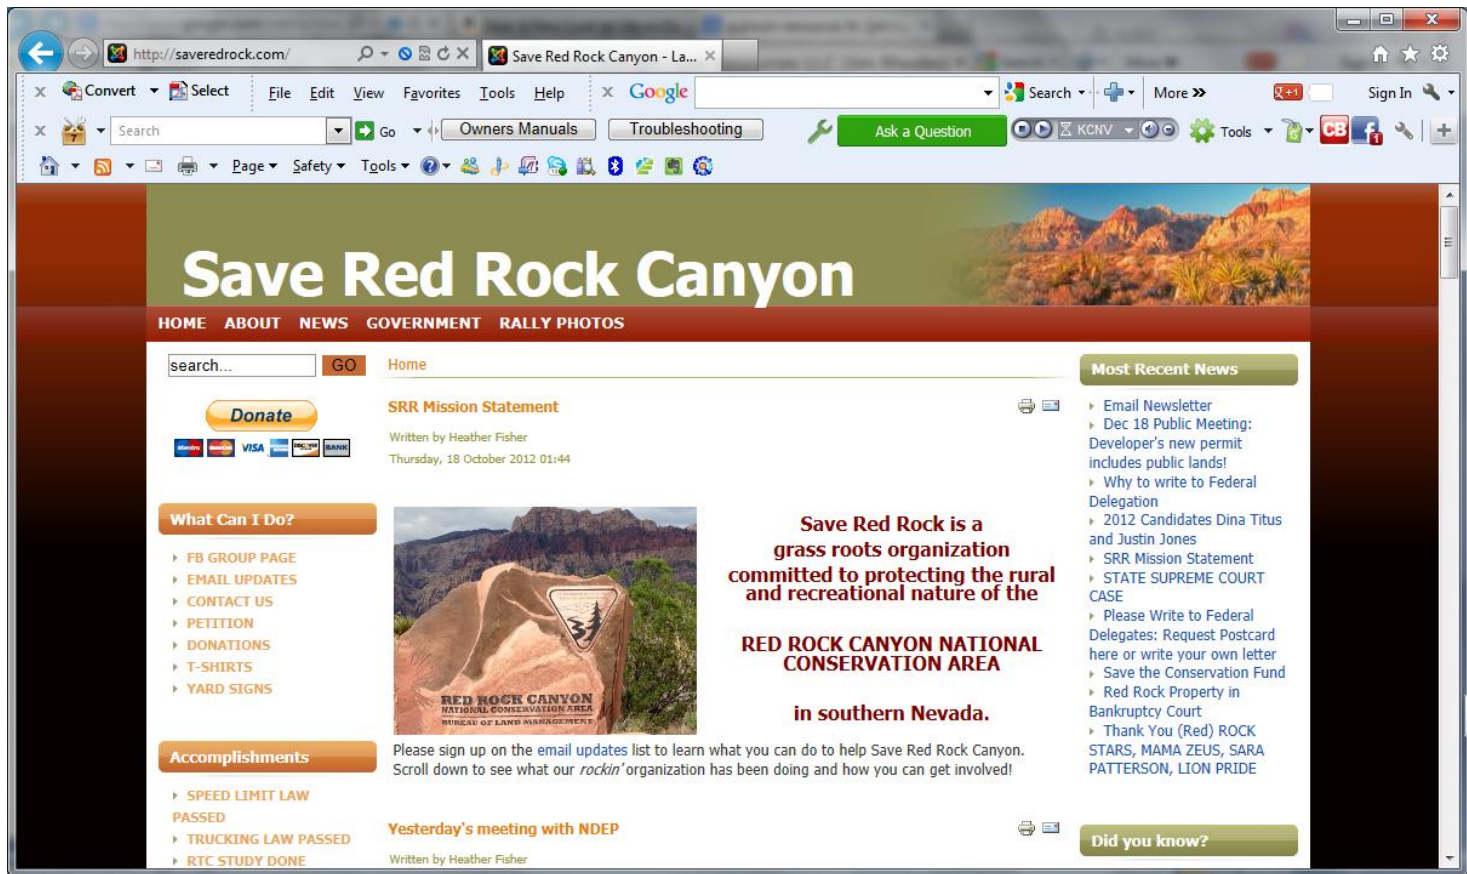 http://saveredrock.com/
Save Red Rock Canyon - La...
Convert
Select
File Edit View Favorites Tools Help
Google
Search
More
+1
Sign In
Search
Go
Owners Manuals
Troubleshooting
Ask a Question
KCNV
Tools
CB
1
Page Safety Tools
Save Red Rock Canyon
HOME ABOUT NEWS GOVERNMENT RALLY PHOTOS
search...
GO
Donate
VISA
BANK
What Can I Do?
FB GROUP PAGE
EMAIL UPDATES
CONTACT US
PETITION
DONATIONS
T-SHIRTS
YARD SIGNS
Accomplishments
SPEED LIMIT LAW
PASSED
TRUCKING LAW PASSED
RTC STUDY DONE
Home
SRR Mission Statement
Written by Heather Fisher
Thursday, 18 October 2012 01:44
RED ROCK CANYON
NATIONAL CONSERVATION AREA
BUREAU OF LAND MANAGEMENT
Save Red Rock is a
grass roots organization
committed to protecting the rural
and recreational nature of the
RED ROCK CANYON NATIONAL
CONSERVATION AREA
in southern Nevada.
Please sign up on the email updates list to learn what you can do to help Save Red Rock Canyon.
Scroll down to see what our rockin' organization has been doing and how you can get involved!
Yesterday's meeting with NDEP
Written by Heather Fisher
Most Recent News
Email Newsletter
Dec 18 Public Meeting:
Developer's new permit
includes public lands!
Why to write to Federal
Delegation
2012 Candidates Dina Titus
and Justin Jones
SRR Mission Statement
STATE SUPREME COURT
CASE
Please Write to Federal
Delegates: Request Postcard
here or write your own letter
Save the Conservation Fund
Red Rock Property in
Bankruptcy Court
Thank You (Red) ROCK
STARS, MAMA ZEUS, SARA
PATTERSON, LION PRIDE
Did you know?